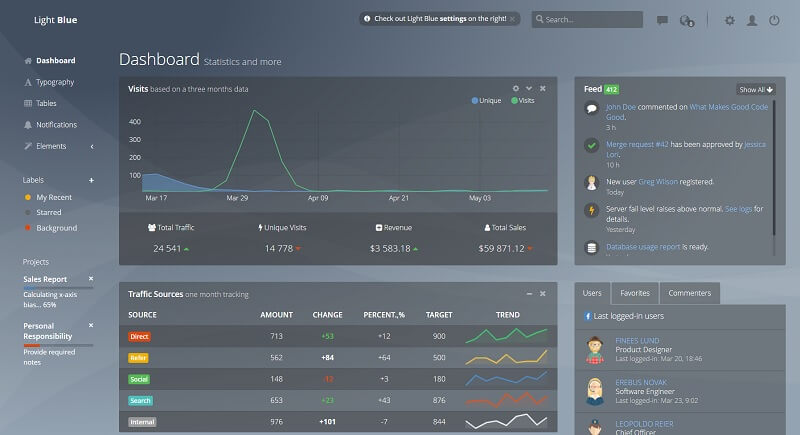 Light Blue
Check out Light Blue settings on the right! ×
Search...
Dashboard
Typography
Tables
Notifications
Elements
Labels +
My Recent
Starred
Background
Projects
Sales Report ×
Calculating x-axis
bias... 65%
Personal ×
Responsibility
Provide required
notes
Dashboard Statistics and more
Visits based on a three months data
Unique Visits
400
300
200
100
Mar 17 Mar 29 Apr 09 Apr 21 May 03
Total Traffic Unique Visits Revenue Total Sales
24 541 14 778 $3 583.18 $59 871.12
Traffic Sources one month tracking
SOURCE AMOUNT CHANGE PERCENT.,% TARGET TREND
Direct 713 +53 +12 900
Refer 562 +84 +64 500
Social 148 -12 +3 180
Search 653 +23 +43 876
Internal 976 +101 -7 844
Feed 412 Show All
John Doe commented on What Makes Good Code
Good.
3 h
Merge request #42 has been approved by Jessica
Lori.
10 h
New user Greg Wilson registered.
Today
Server fail level raises above normal. See logs for
details.
Yesterday
Database usage report is ready.
Users Favorites Commenters
Last logged-in users
FINEES LUND
Product Designer
Last logged-in: Mar 20, 18:46
EREBUS NOVAK
Software Engineer
Last logged-in: Mar 23, 9:02
LEOPOLDO REIER
Chief Officer